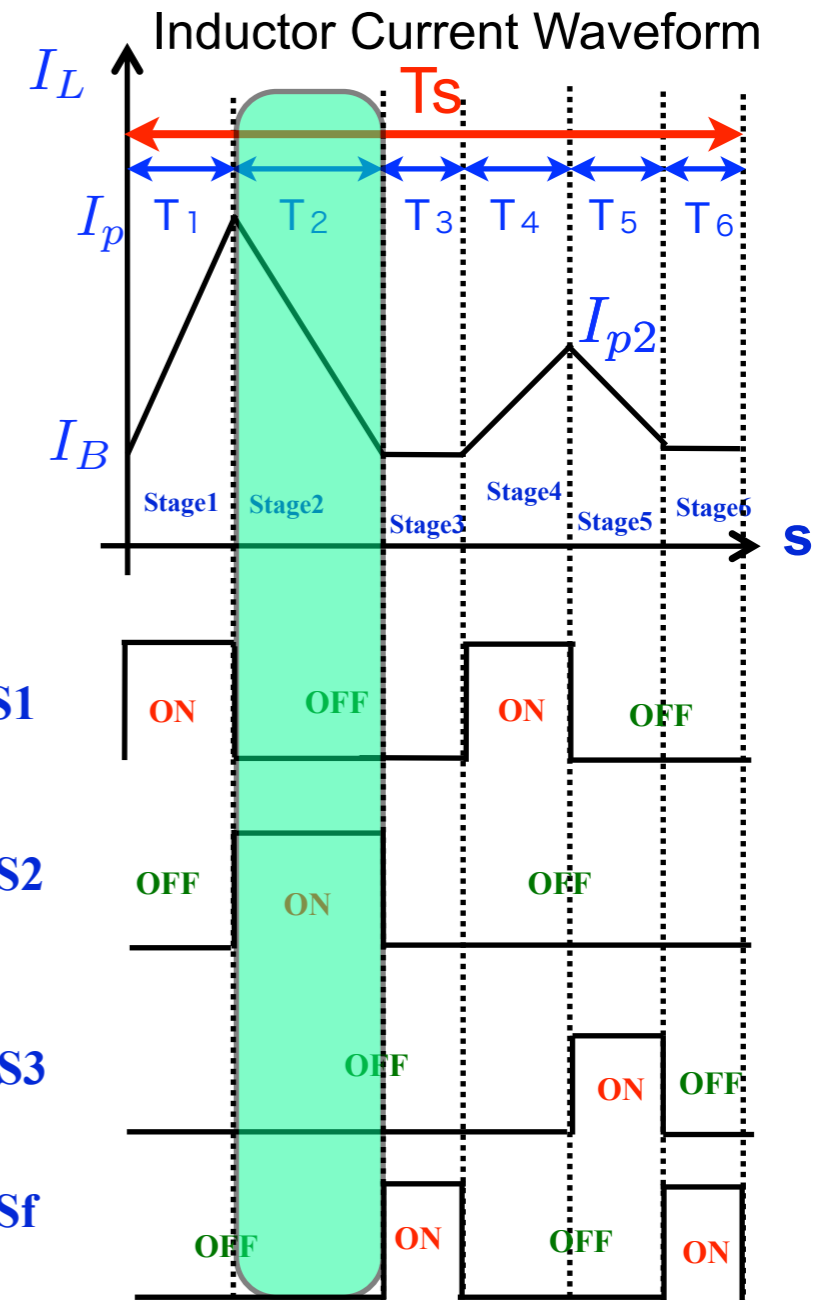 Inductor Current Waveform
I_L
Ts
I_p
T1 T2 T3 T4 T5 T6
I_p2
I_B
Stage1 Stage2 Stage3 Stage4 Stage5 Stage6
s
S1 ON OFF ON OFF
S2 OFF ON OFF
S3 OFF ON OFF
Sf OFF ON OFF ON